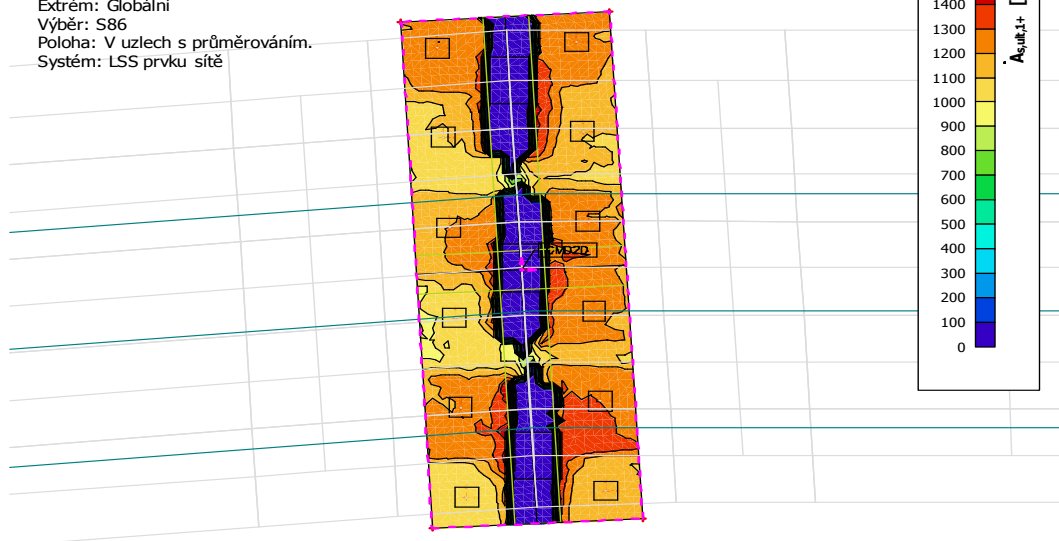 Extrém: Globální
Výběr: S86
Poloha: V uzlech s průměrováním.
Systém: LSS prvku sítě
CMD2D
1400
1300
1200
1100
1000
900
800
700
600
500
400
300
200
100
0
As,ult,1+ [